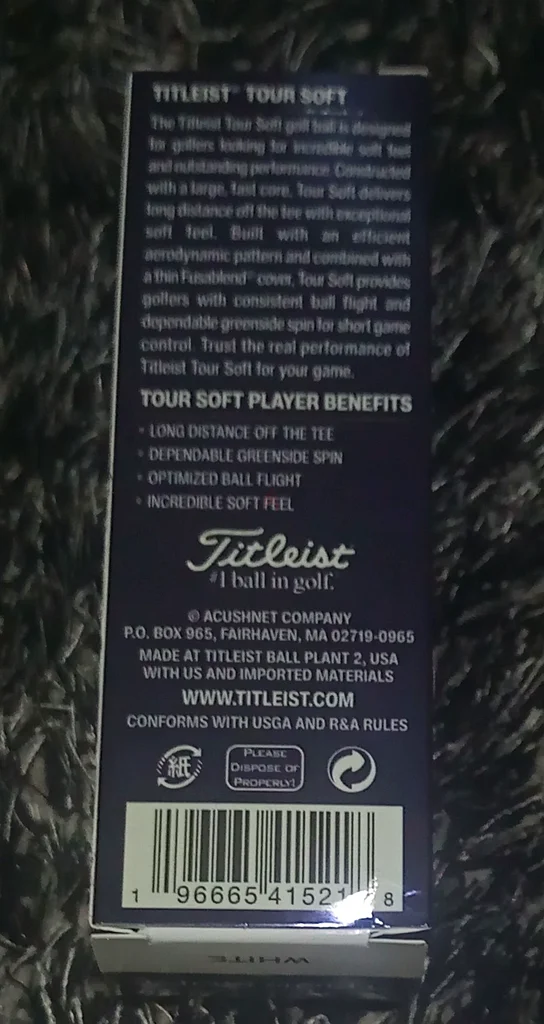 TITLEIST™ TOUR SOFT
The Titleist Tour Soft golf ball is designed
for golfers looking for incredible soft feel
and outstanding performance. Constructed
with a large, fast core, Tour Soft delivers
long distance off the tee with exceptional
soft feel. Built with an efficient
aerodynamic pattern and combined with
a thin Fusablend™ cover, Tour Soft provides
golfers with consistent ball flight and
dependable greenside spin for short game
control. Trust the real performance of
Titleist Tour Soft for your game.
TOUR SOFT PLAYER BENEFITS
• LONG DISTANCE OFF THE TEE
• DEPENDABLE GREENSIDE SPIN
• OPTIMIZED BALL FLIGHT
• INCREDIBLE SOFT FEEL
Titleist
#1 ball in golf.
© ACUSHNET COMPANY
P.O. BOX 965, FAIRHAVEN, MA 02719-0965
MADE AT TITLEIST BALL PLANT 2, USA
WITH US AND IMPORTED MATERIALS
WWW.TITLEIST.COM
CONFORMS WITH USGA AND R&A RULES
紙
PLEASE
DISPOSE OF
PROPERLY!
1 96665 41521 8
WHITE